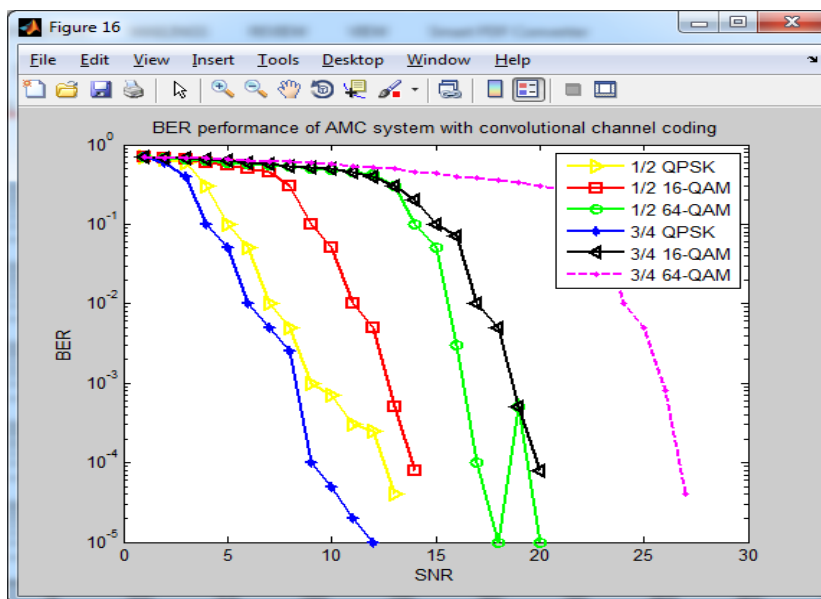 Figure 16
File Edit View Insert Tools Desktop Window Help
BER performance of AMC system with convolutional channel coding
10^0
10^-1
10^-2
10^-3
10^-4
10^-5
BER
1/2 QPSK
1/2 16-QAM
1/2 64-QAM
3/4 QPSK
3/4 16-QAM
3/4 64-QAM
0 5 10 15 20 25 30
SNR